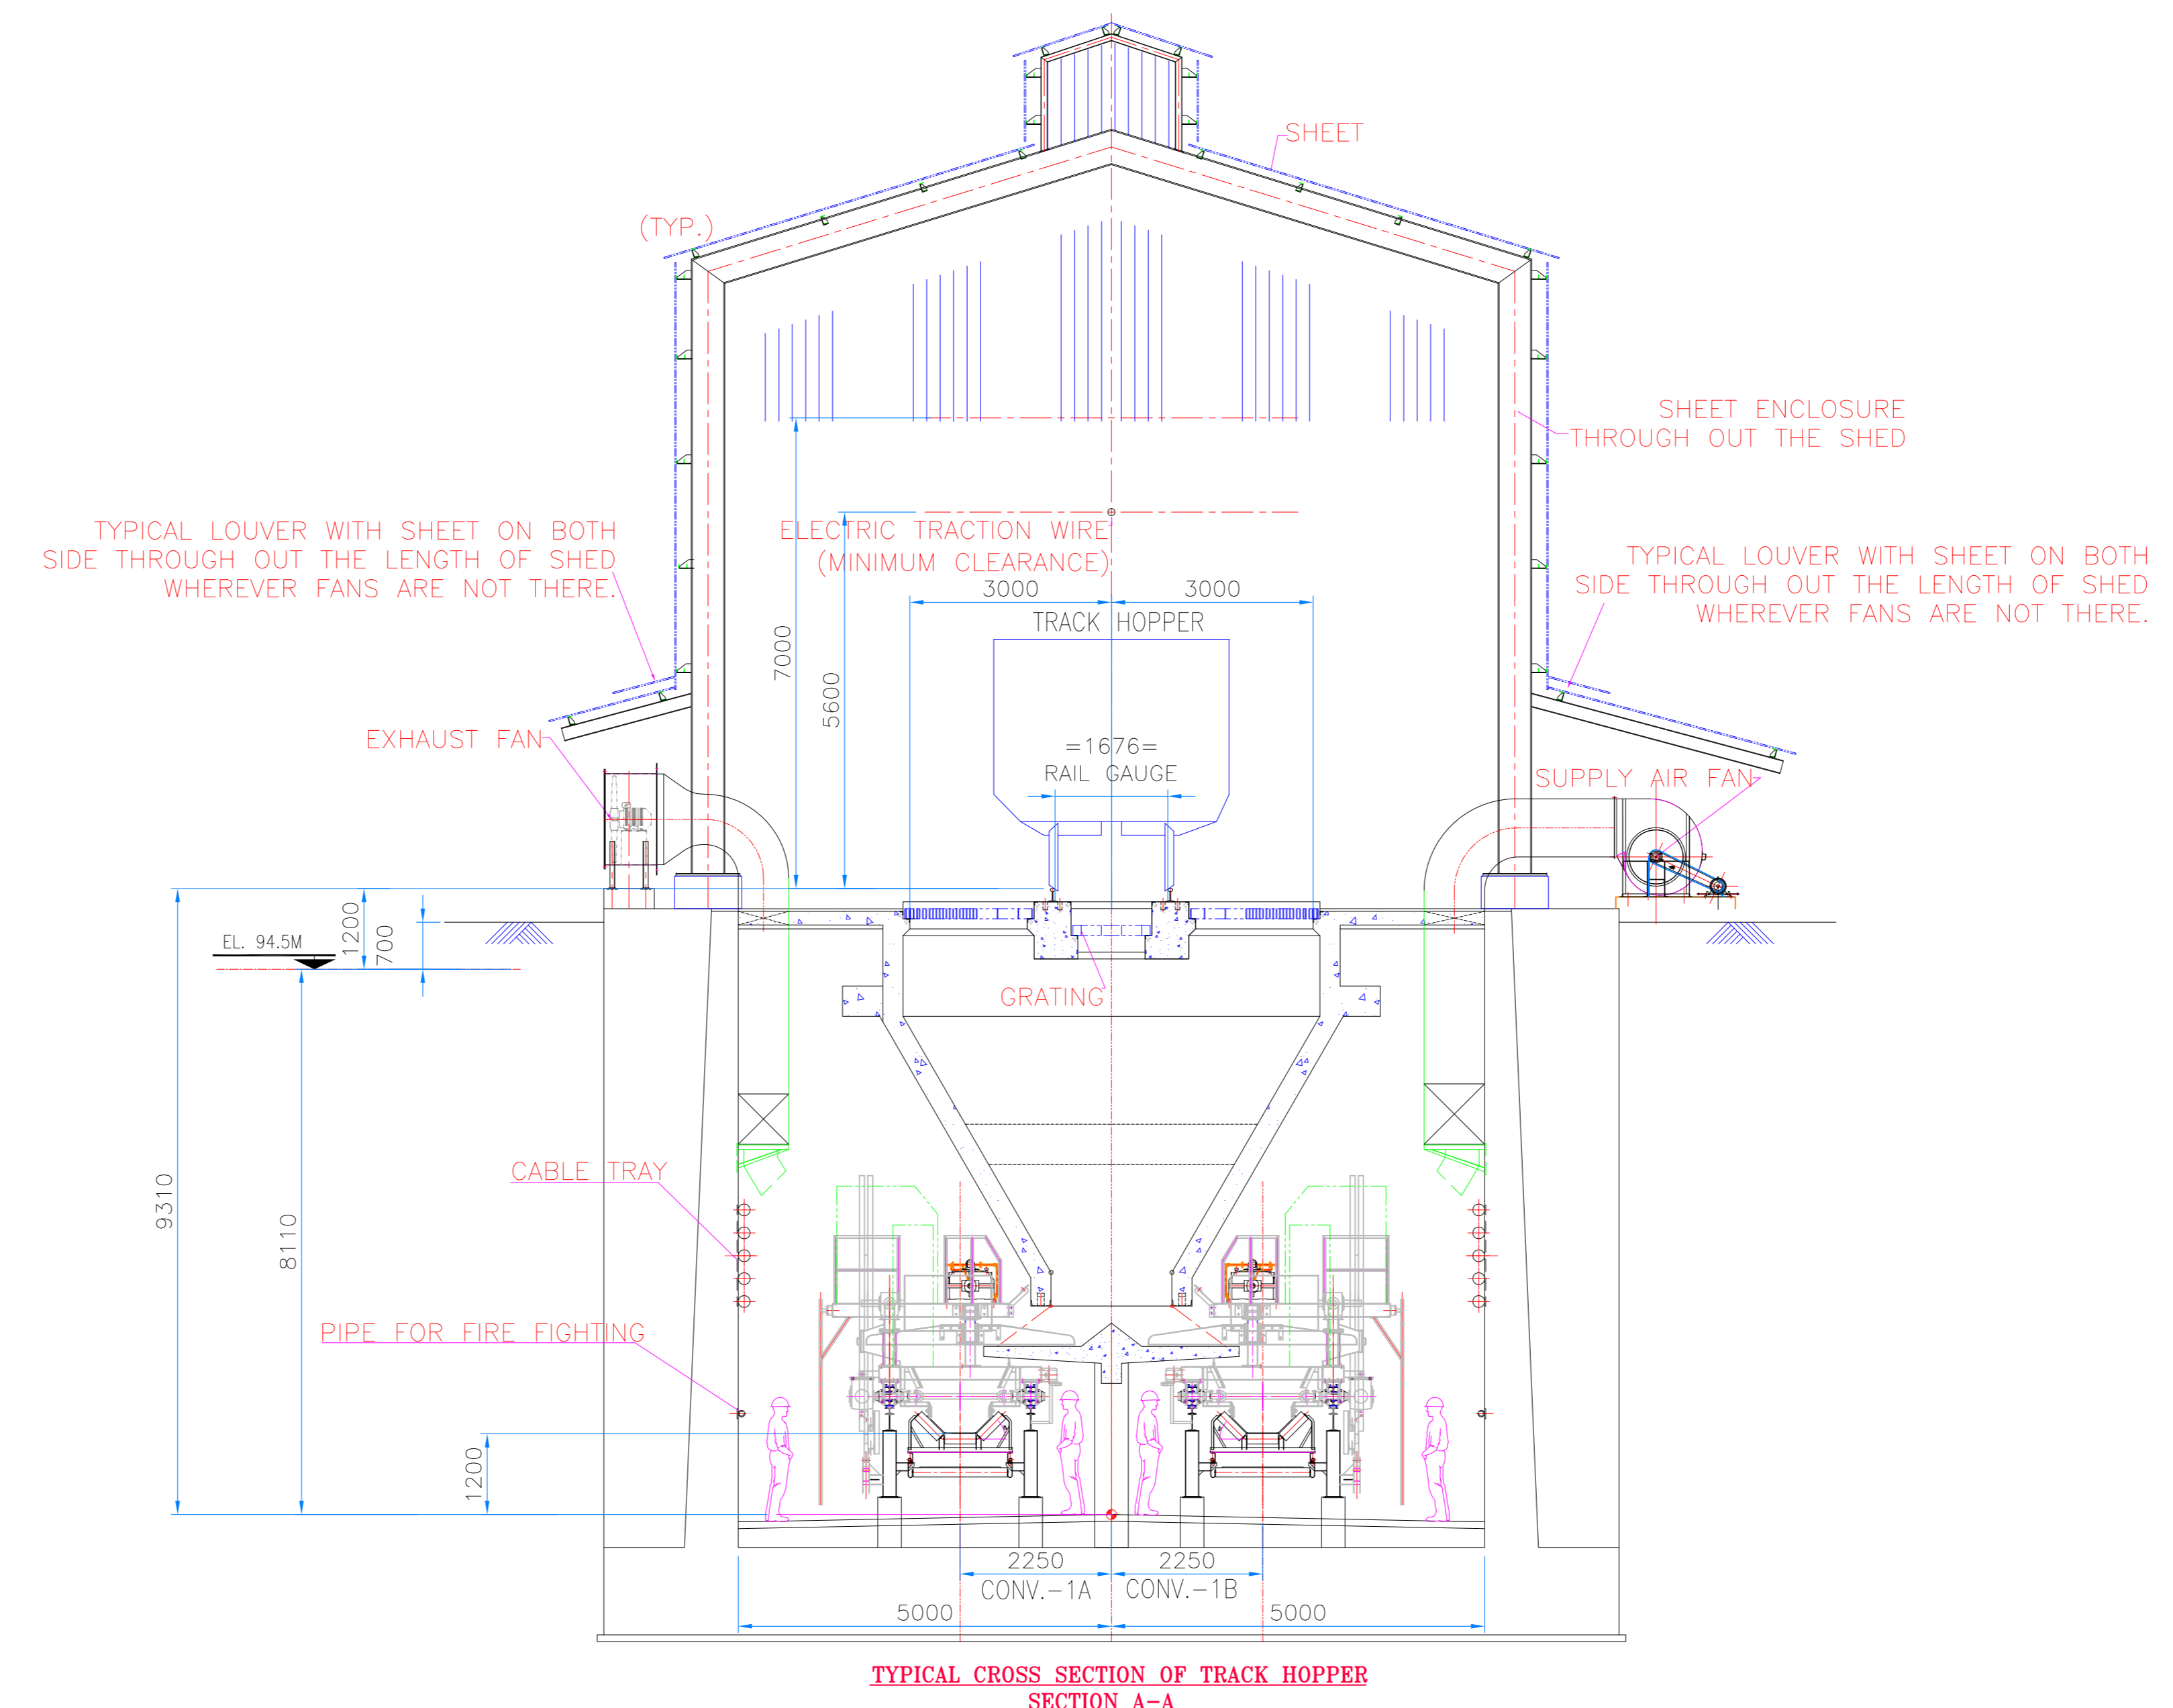 SHEET
(TYP.)
SHEET ENCLOSURE
THROUGH OUT THE SHED
TYPICAL LOUVER WITH SHEET ON BOTH
SIDE THROUGH OUT THE LENGTH OF SHED
WHEREVER FANS ARE NOT THERE.
ELECTRIC TRACTION WIRE
(MINIMUM CLEARANCE)
TYPICAL LOUVER WITH SHEET ON BOTH
SIDE THROUGH OUT THE LENGTH OF SHED
WHEREVER FANS ARE NOT THERE.
3000
3000
TRACK HOPPER
7000
5600
EXHAUST FAN
=1676=
RAIL GAUGE
SUPPLY AIR FAN
EL. 94.5M
1200
700
GRATING
CABLE TRAY
9310
8110
PIPE FOR FIRE FIGHTING
1200
2250
2250
CONV.-1A
CONV.-1B
5000
5000
TYPICAL CROSS SECTION OF TRACK HOPPER
SECTION A-A